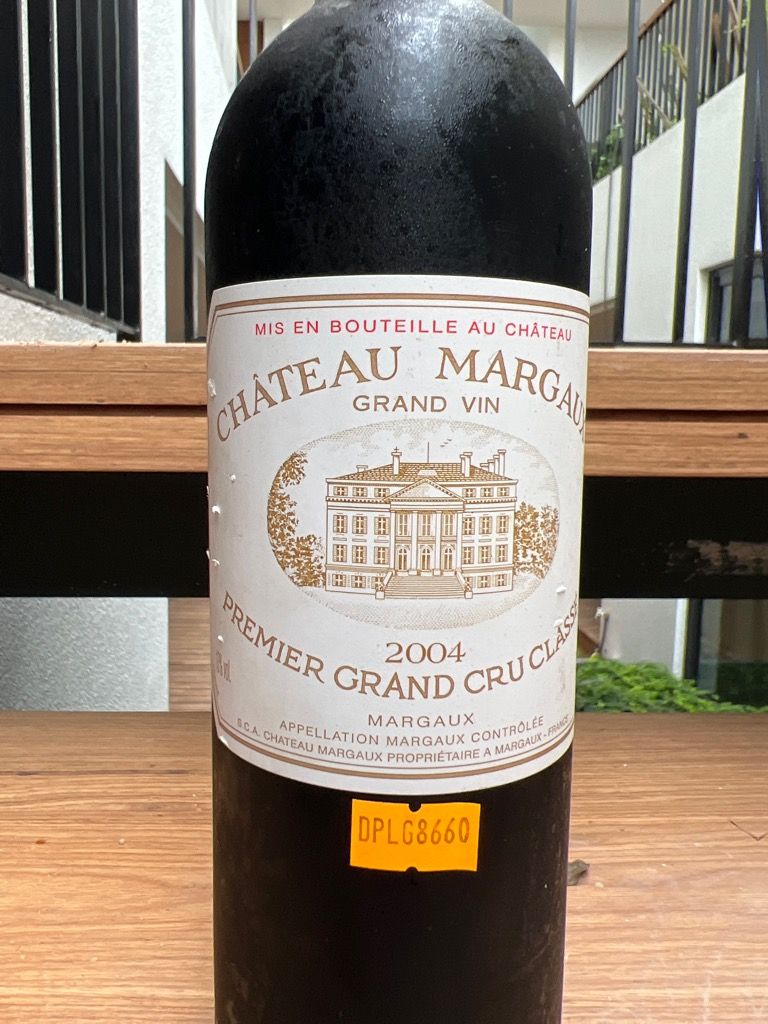 MIS EN BOUTEILLE AU CHÂTEAU
CHÂTEAU MARGAUX
GRAND VIN
2004
PREMIER GRAND CRU CLASSÉ
MARGAUX
APPELLATION MARGAUX CONTRÔLÉE
S.C.A. CHATEAU MARGAUX PROPRIÉTAIRE A MARGAUX - FRANCE
DPLG8660